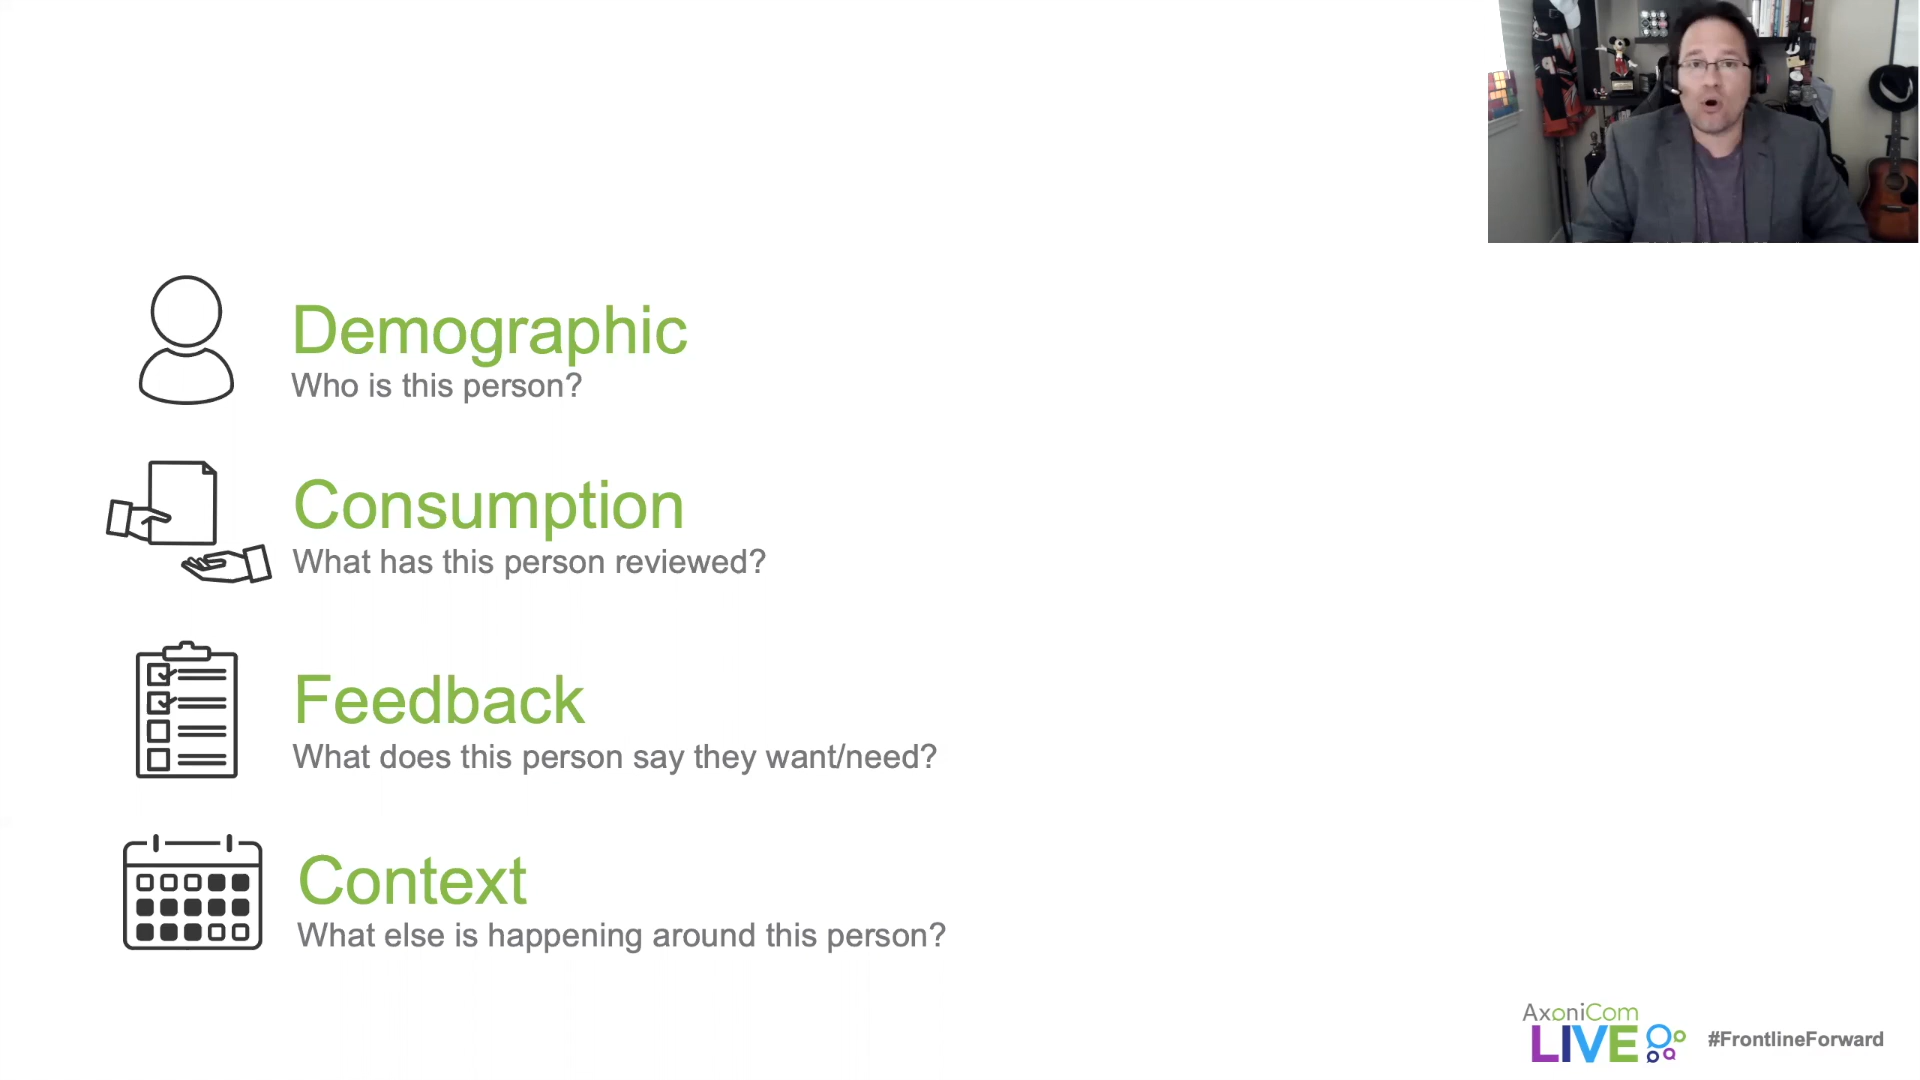 Demographic
Who is this person?
Consumption
What has this person reviewed?
Feedback
What does this person say they want/need?
Context
What else is happening around this person?
AxoniCom
LIVE
#FrontlineForward